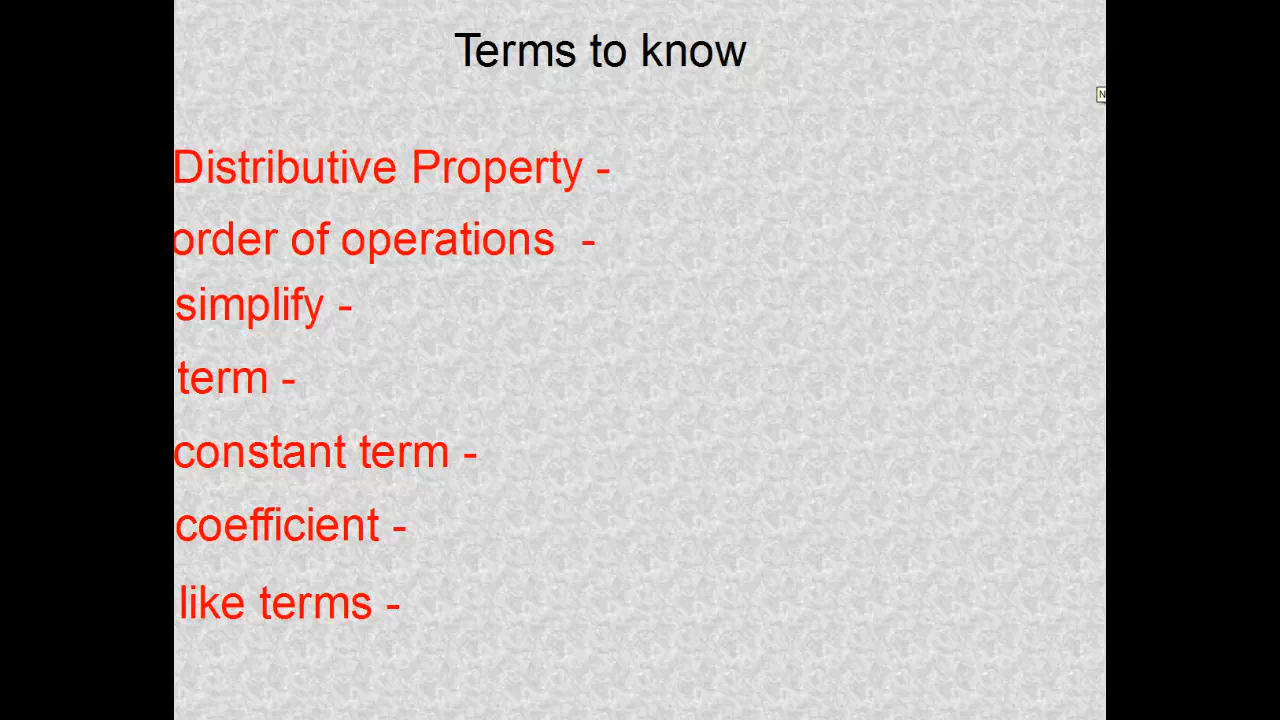 Terms to know
N
Distributive Property -
order of operations -
simplify -
term -
constant term -
coefficient -
like terms -